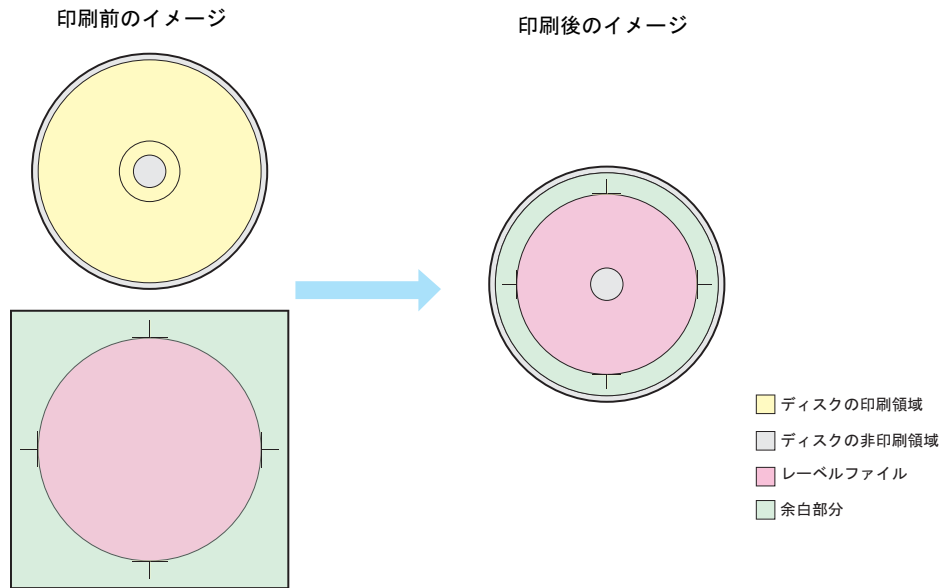 印刷前のイメージ
印刷後のイメージ
ディスクの印刷領域
ディスクの非印刷領域
レーベルファイル
余白部分